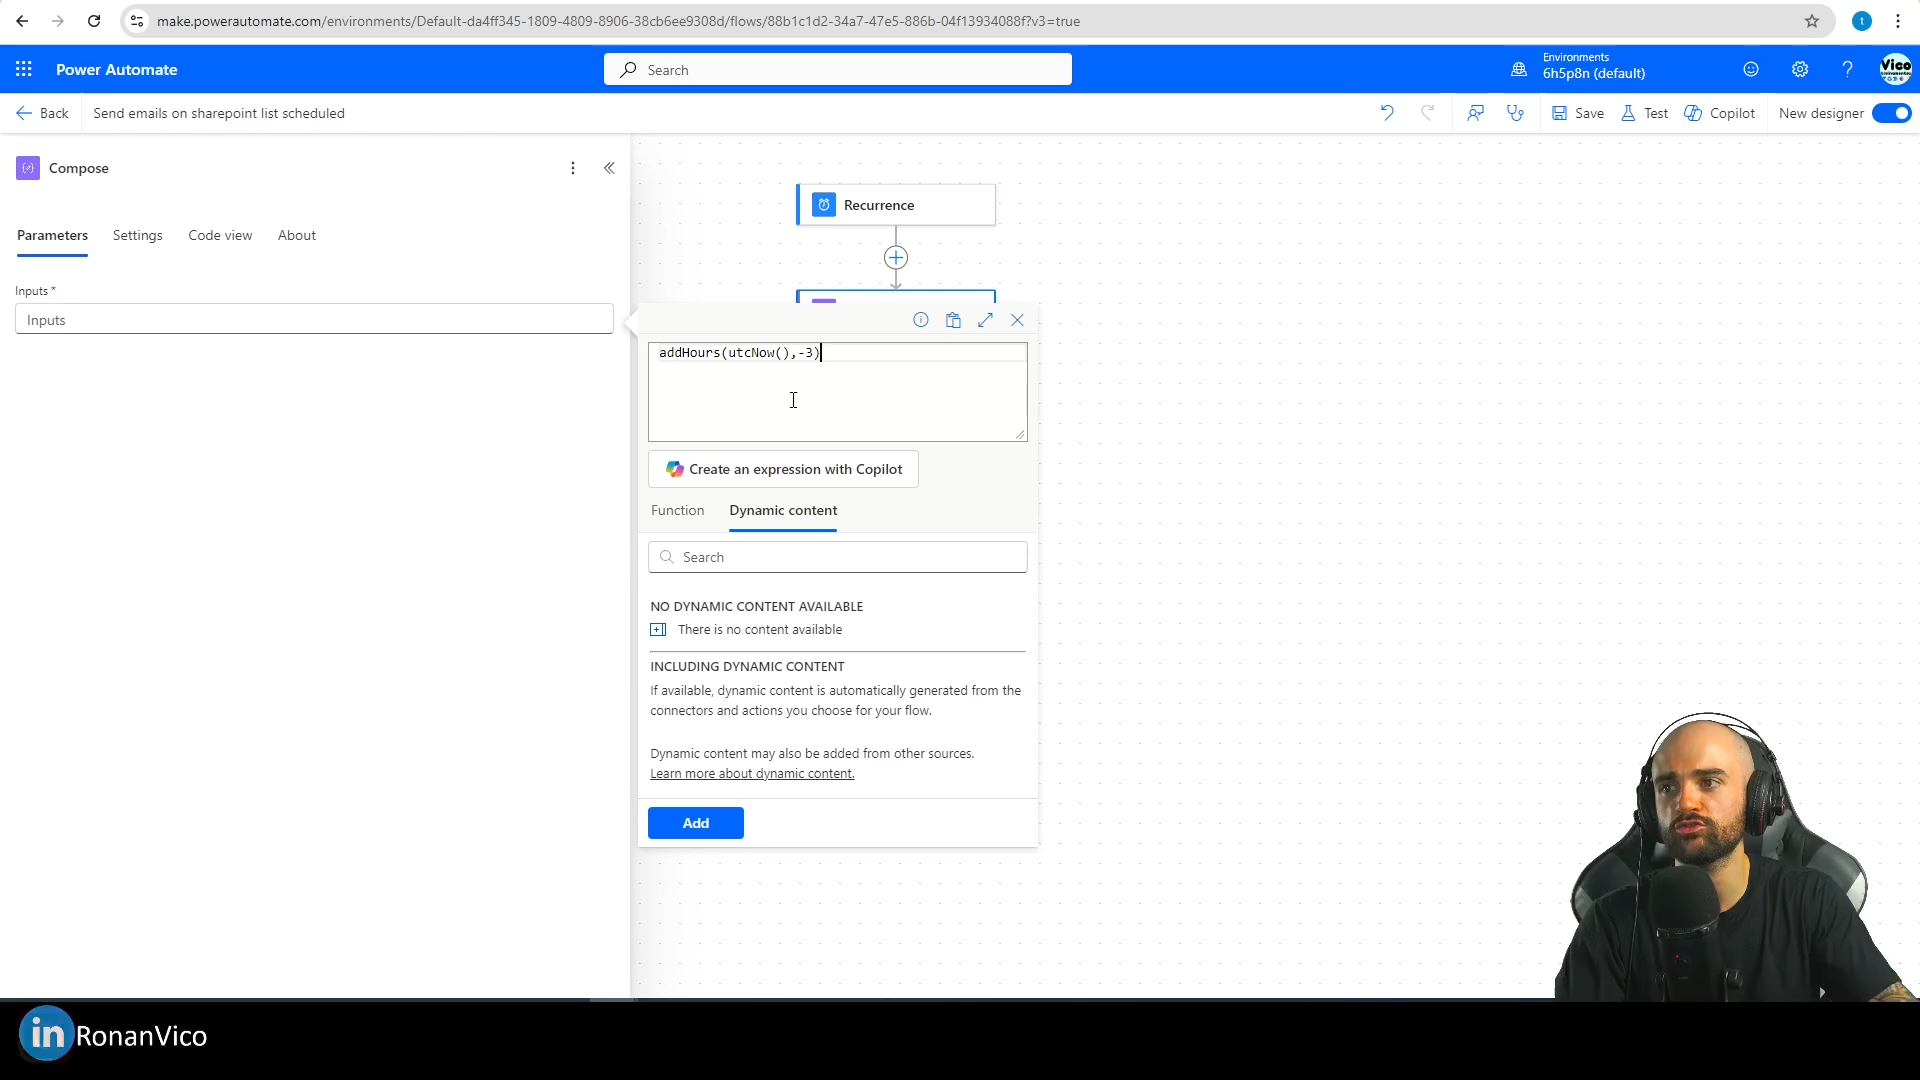 make.powerautomate.com/environments/Default-da4ff345-1809-4809-8906-38cb6ee9308d/flows/88b1c1d2-34a7-47e5-886b-04f13934088f?v3=true
t
Power Automate
Search
Environments
6h5p8n (default)
Vico
Back
Send emails on sharepoint list scheduled
Save
Test
Copilot
New designer
Compose
Parameters
Settings
Code view
About
Inputs *
Inputs
Recurrence
addHours(utcNow(),-3)
Create an expression with Copilot
Function
Dynamic content
Search
NO DYNAMIC CONTENT AVAILABLE
There is no content available
INCLUDING DYNAMIC CONTENT
If available, dynamic content is automatically generated from the
connectors and actions you choose for your flow.
Dynamic content may also be added from other sources.
Learn more about dynamic content.
Add
in RonanVico